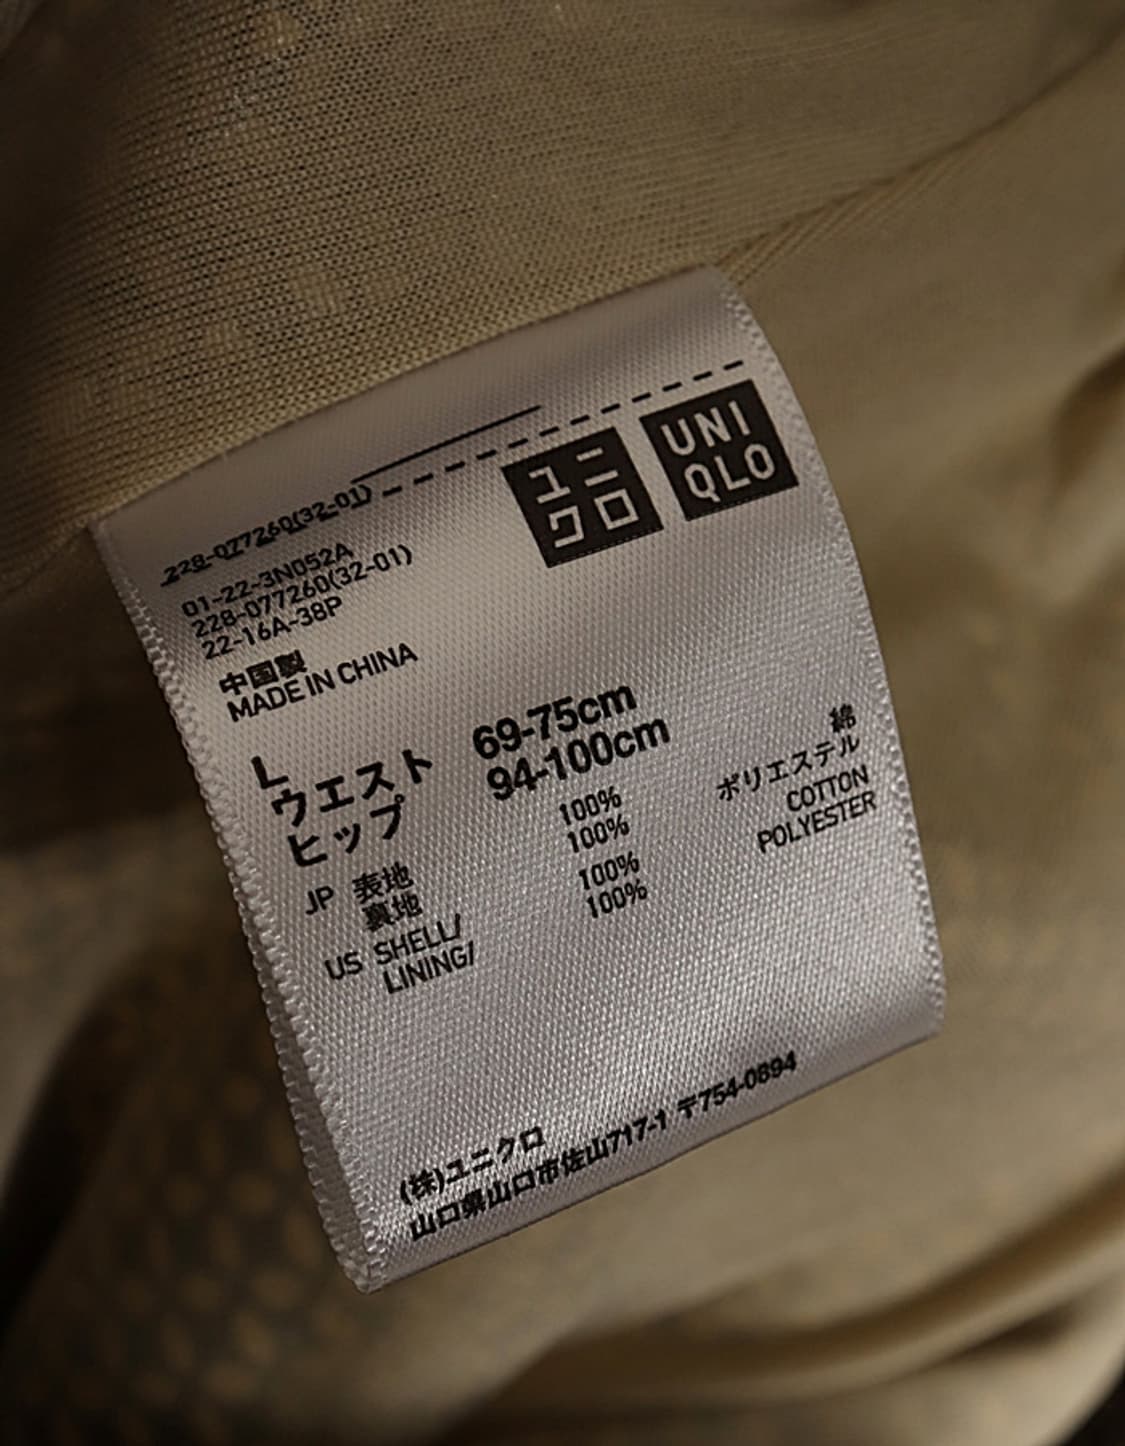 ユニ
クロ
UNI
QLO
228-077260(32-01)
01-22-3N052A
228-077260(32-01)
22-16A-38P
中国製
MADE IN CHINA
L
ウエスト 69-75cm
ヒップ 94-100cm
JP 表地 100% 綿
裏地 100% ポリエステル
US SHELL/ 100% COTTON
LINING/ 100% POLYESTER
(株)ユニクロ
山口県山口市佐山717-1 〒754-0894